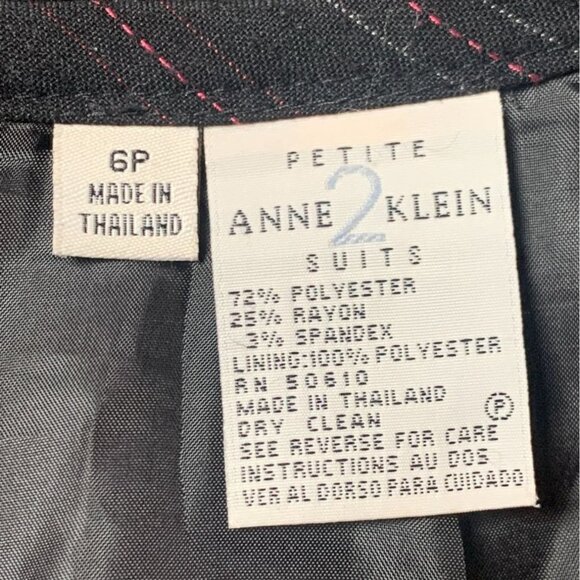 6P
MADE IN
THAILAND
PETITE
ANNE 2 KLEIN
SUITS
72% POLYESTER
25% RAYON
3% SPANDEX
LINING:100% POLYESTER
RN 50610
MADE IN THAILAND
DRY CLEAN Ⓟ
SEE REVERSE FOR CARE
INSTRUCTIONS AU DOS
VER AL DORSO PARA CUIDADO